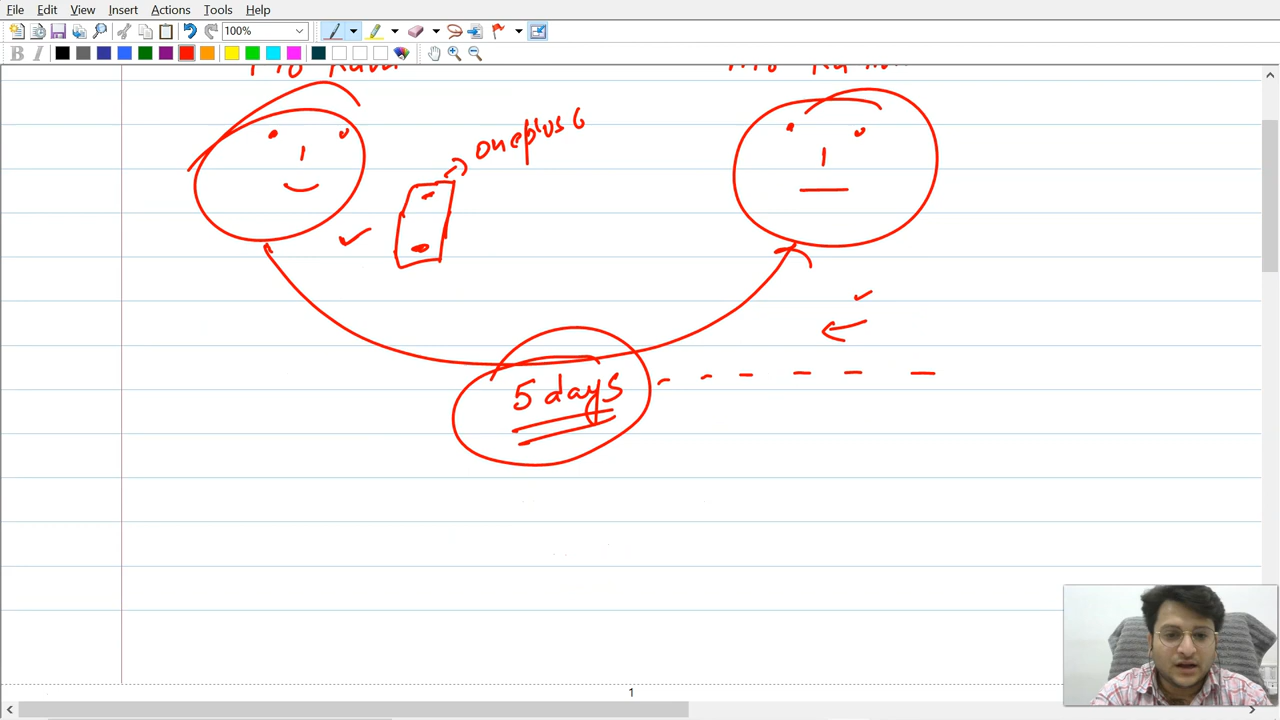 File Edit View Insert Actions Tools Help
100%
B I
oneplus 6
5 days
1